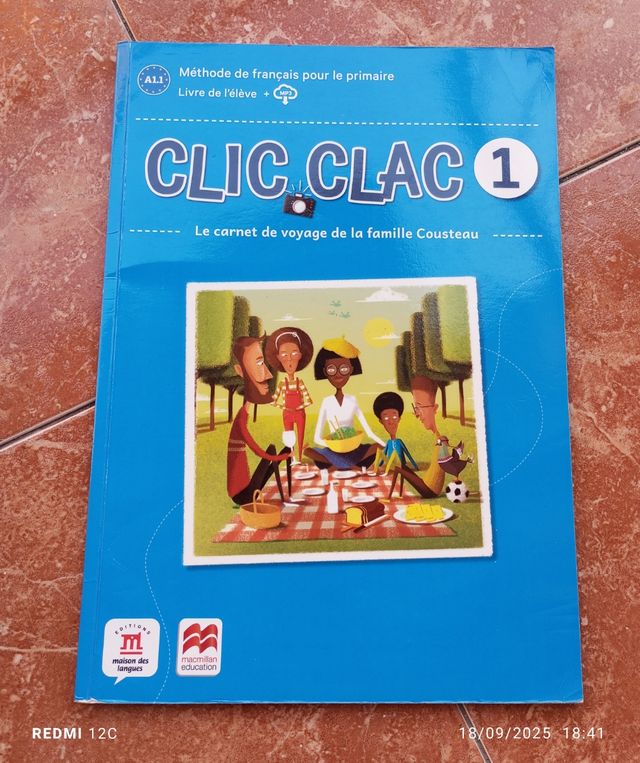 A1.1
Méthode de français pour le primaire
Livre de l'élève + MP3
CLIC CLAC 1
Le carnet de voyage de la famille Cousteau
EDITIONS
m
maison des
langues
macmillan
education
REDMI 12C
18/09/2025 18:41